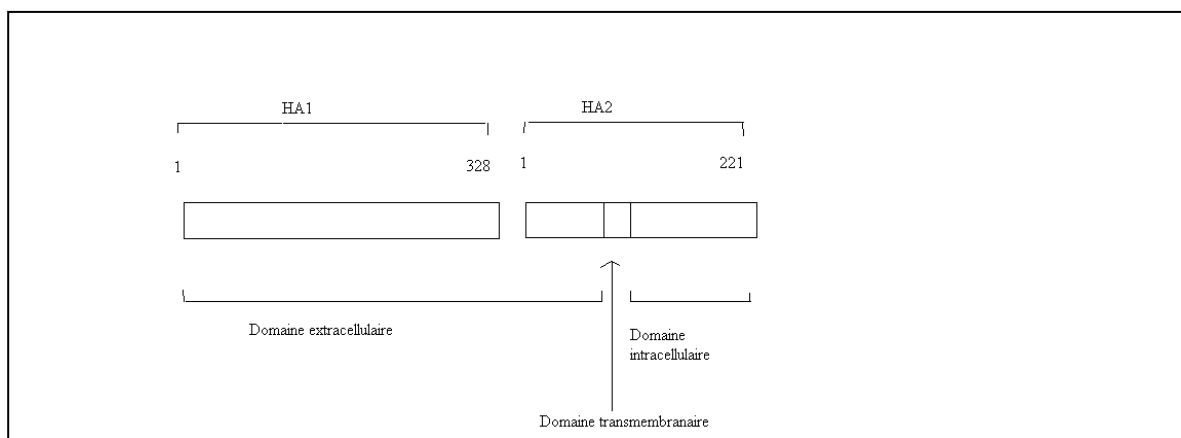 HA1
HA2
1
328
1
221
Domaine extracellulaire
Domaine
intracellulaire
Domaine transmembranaire